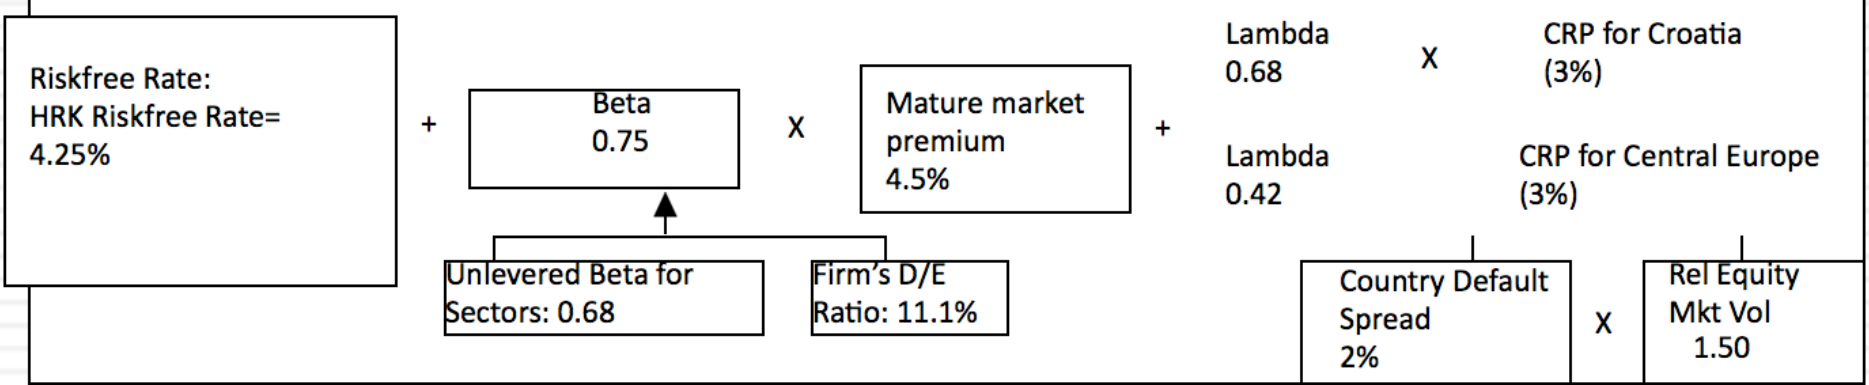 Riskfree Rate:
HRK Riskfree Rate=
4.25%
+
Beta
0.75
X
Mature market
premium
4.5%
+
Lambda
0.68
X
CRP for Croatia
(3%)
Lambda
0.42
CRP for Central Europe
(3%)
Unlevered Beta for
Sectors: 0.68
Firm's D/E
Ratio: 11.1%
Country Default
Spread
2%
X
Rel Equity
Mkt Vol
1.50